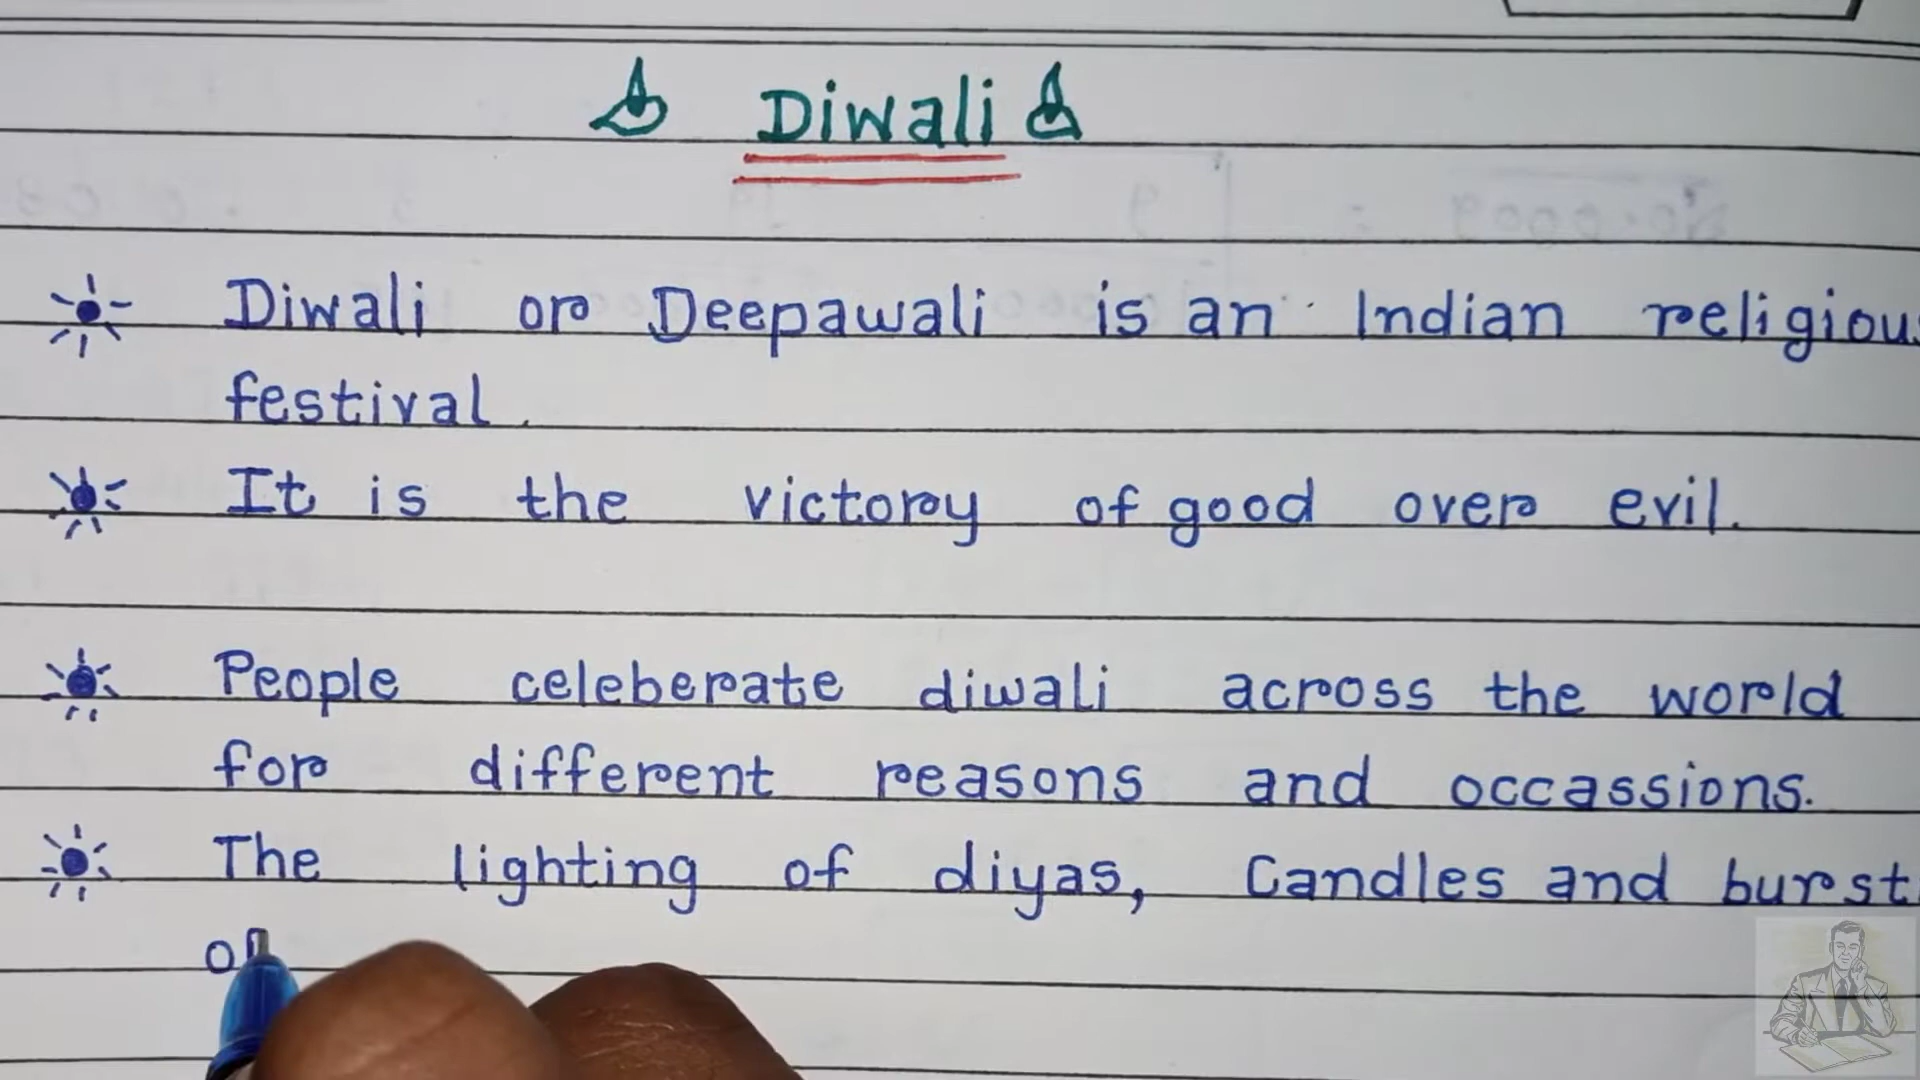 Diwali
Diwali or Deepawali is an Indian religious
festival.
It is the victory of good over evil.
People celeberate diwali across the world
for different reasons and occassions.
The lighting of diyas, Candles and burst